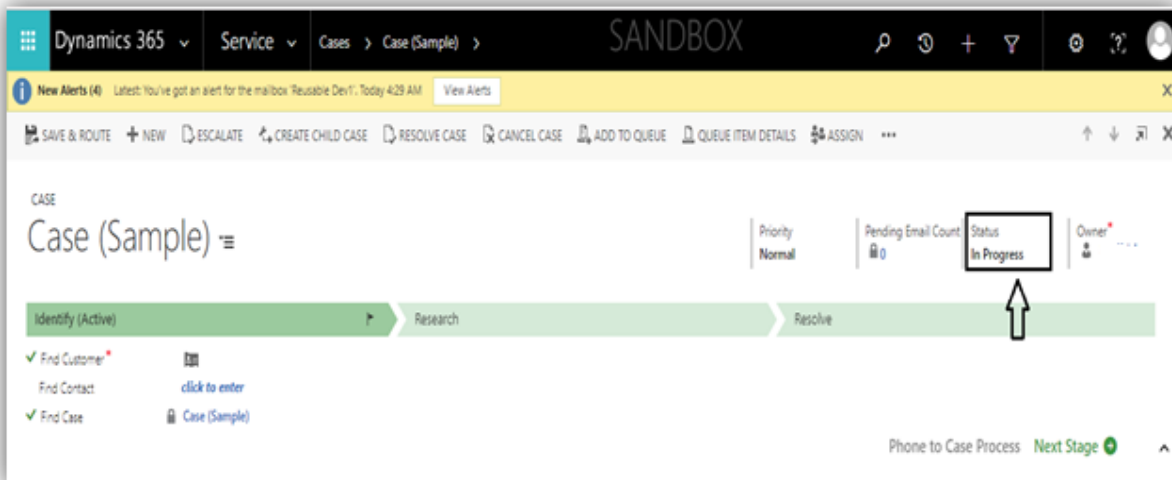 Dynamics 365 Service Cases > Case (Sample) > SANDBOX
New Alerts (4) Latest: You've got an alert for the mailbox 'Reusable Dev1'. Today 4:29 AM View Alerts X
SAVE & ROUTE + NEW ESCALATE CREATE CHILD CASE RESOLVE CASE CANCEL CASE ADD TO QUEUE QUEUE ITEM DETAILS ASSIGN ••• X
CASE
Case (Sample)
Priority Pending Email Count Status Owner*
Normal 0 In Progress
Identify (Active) Research Resolve
Find Customer*
Find Contact click to enter
Find Case Case (Sample)
Phone to Case Process Next Stage